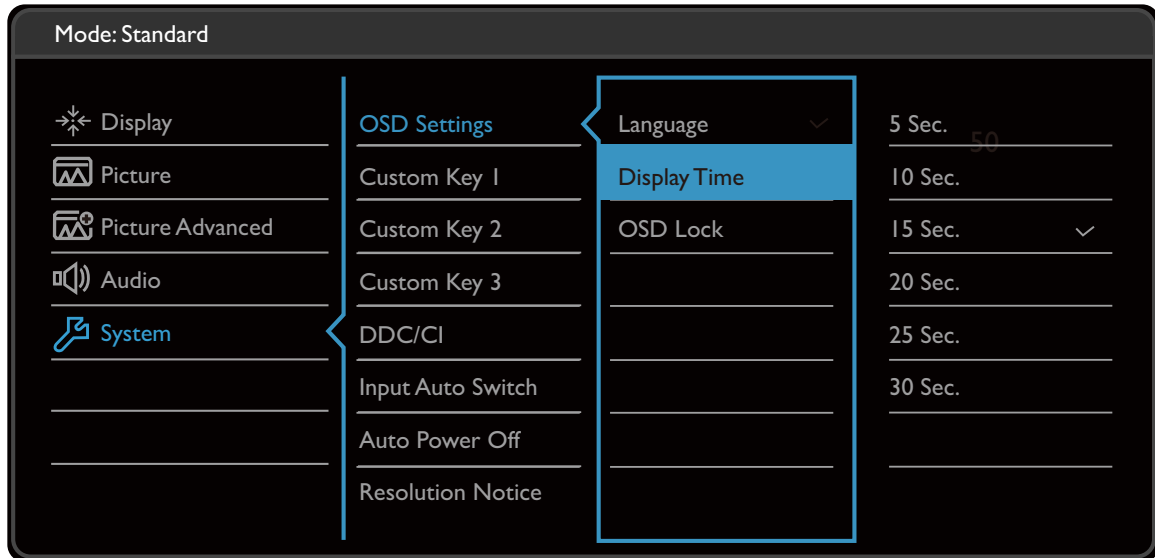 Mode: Standard
Display
Picture
Picture Advanced
Audio
System
OSD Settings
Custom Key 1
Custom Key 2
Custom Key 3
DDC/CI
Input Auto Switch
Auto Power Off
Resolution Notice
Language
Display Time
OSD Lock
5 Sec.
50
10 Sec.
15 Sec.
20 Sec.
25 Sec.
30 Sec.